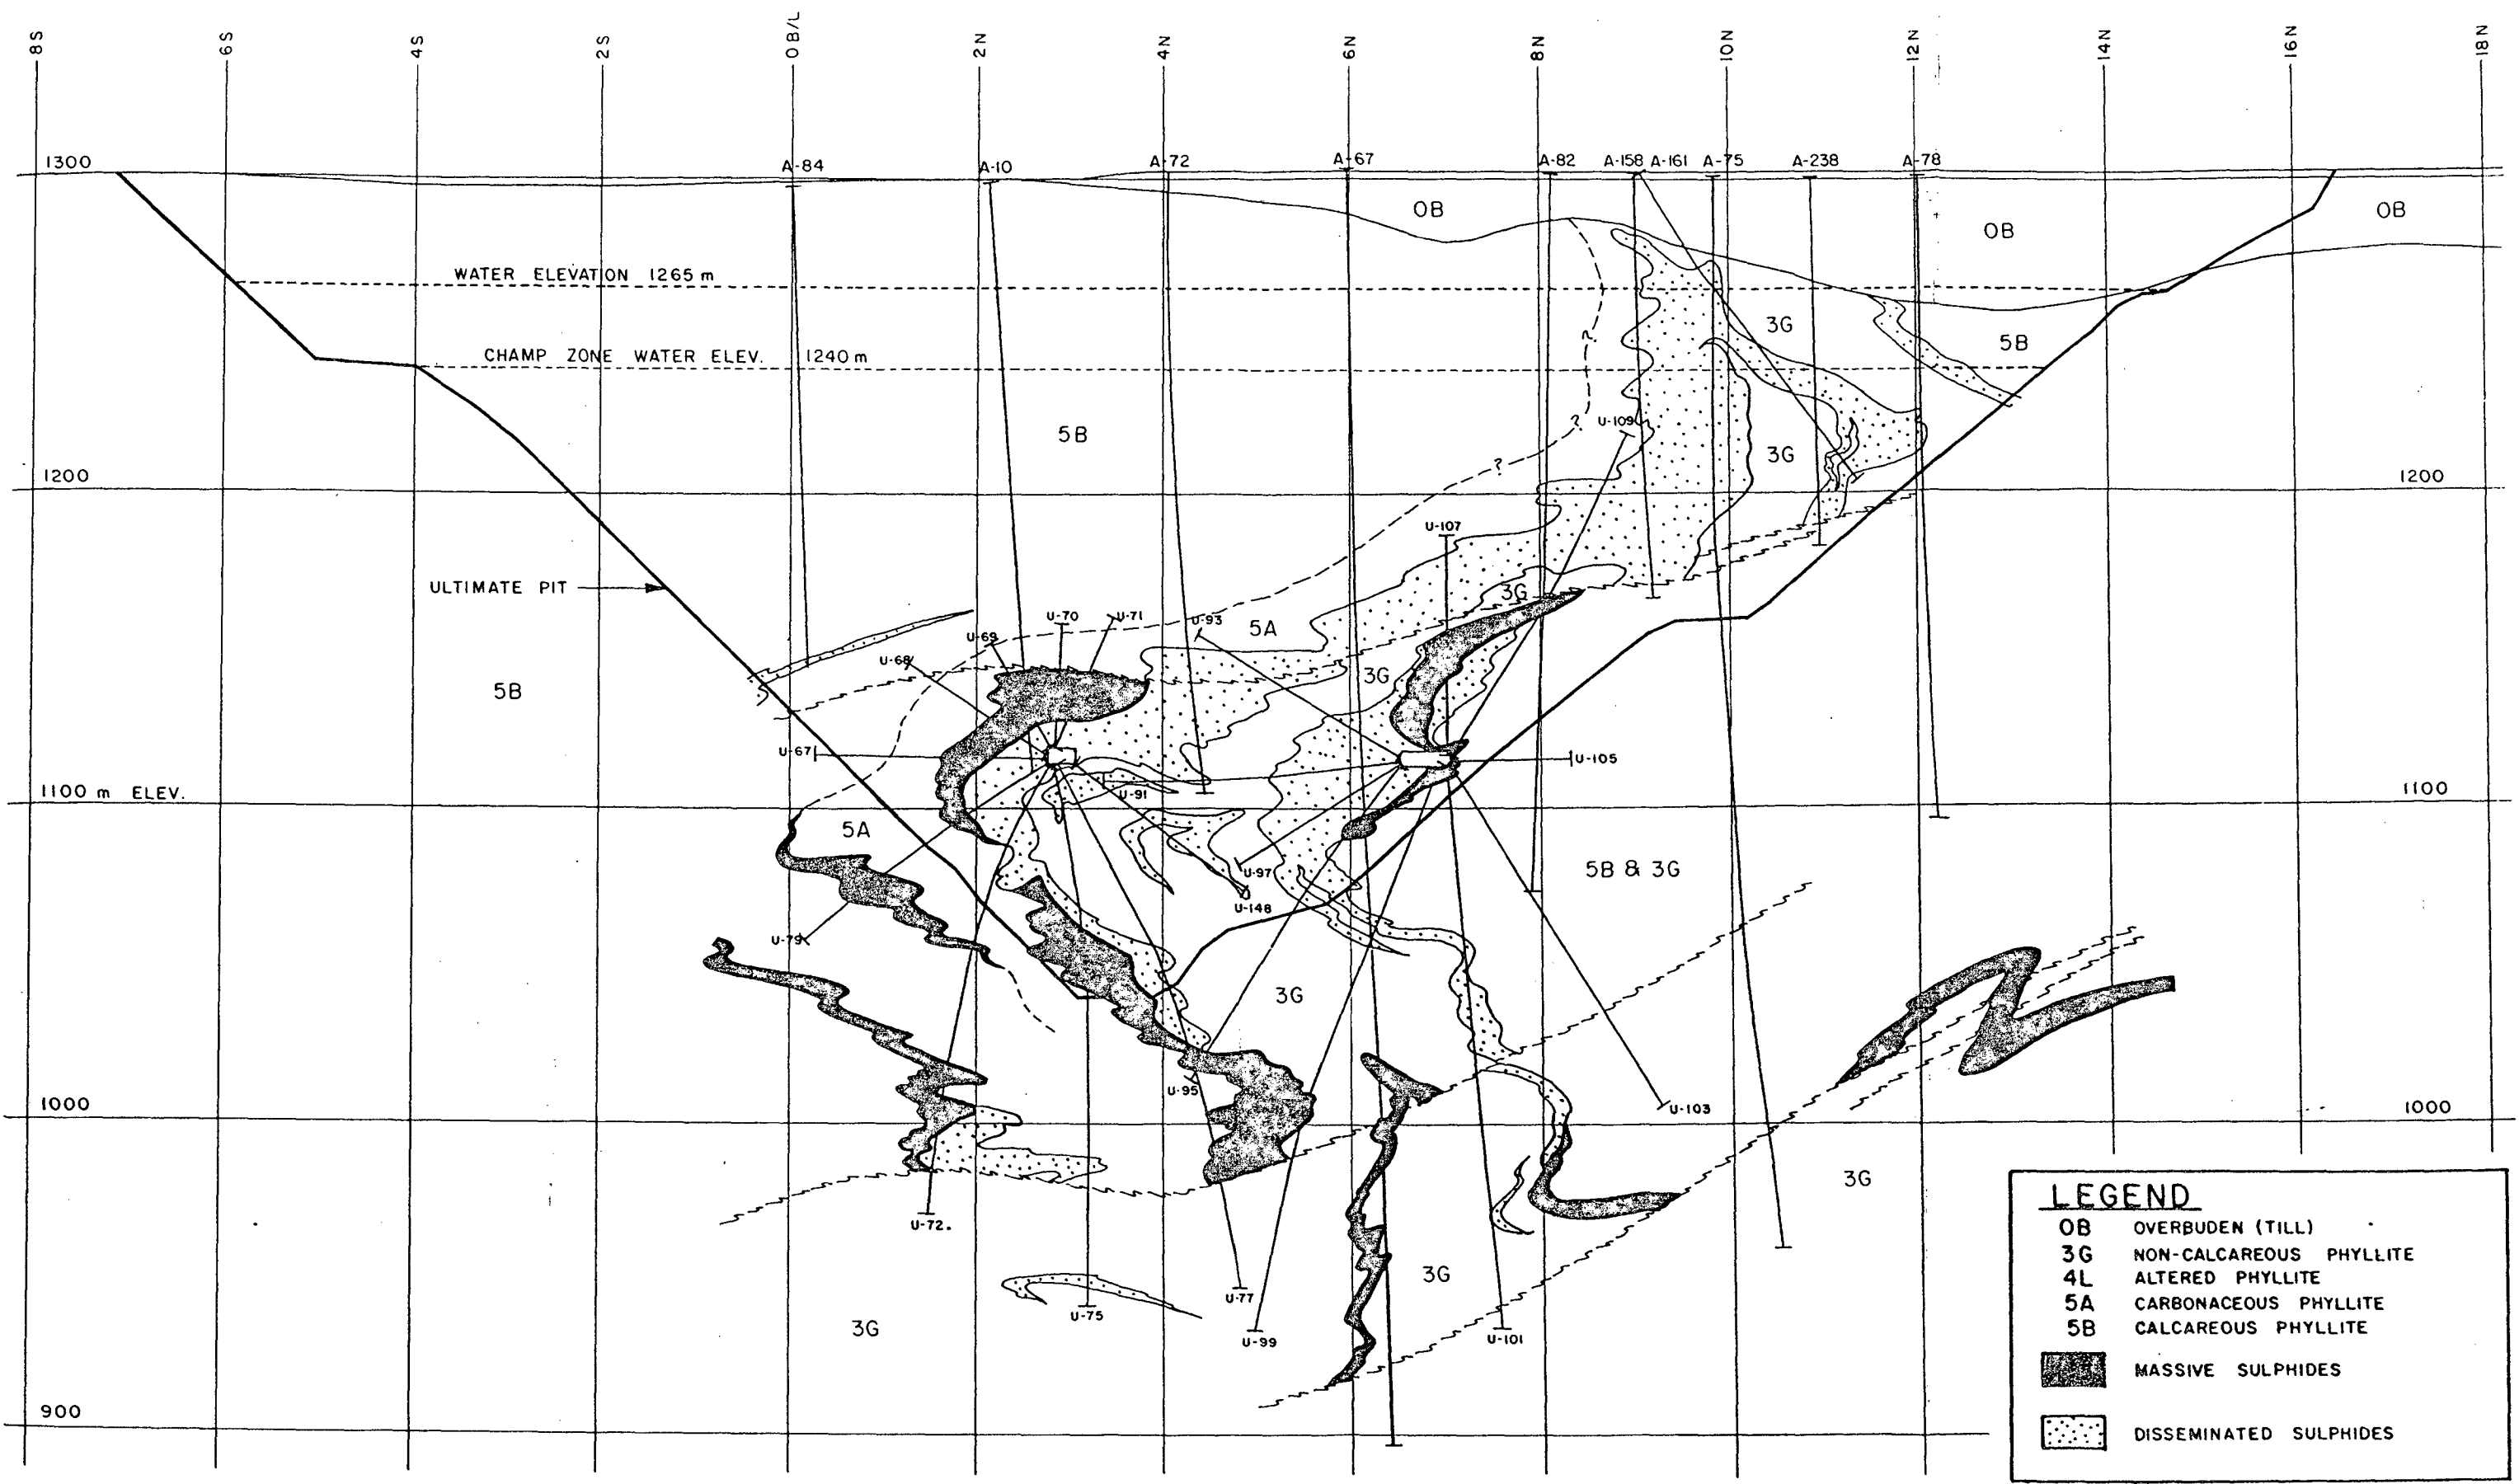 8S 6S 4S 2S 0B/L 2N 4N 6N 8N 10N 12N 14N 16N 18N
1300
A-84 A-10 A-72 A-67 A-82 A-158 A-161 A-75 A-238 A-78
OB
OB
OB
WATER ELEVATION 1265 m
3G
5B
CHAMP ZONE WATER ELEV. 1240 m
?
?
U-109
5B
3G
?
1200
1200
U-107
ULTIMATE PIT
3G
U-70 U-71
U-93
5A
U-69
U-68
3G
5B
U-67
U-105
1100 m ELEV.
U-91
1100
5A
U-97
5B & 3G
U-148
U-79
3G
U-95
1000
U-103
1000
3G
U-72.
3G
U-77
U-75
3G
U-99
U-101
900
LEGEND
OB OVERBUDEN (TILL)
3G NON-CALCAREOUS PHYLLITE
4L ALTERED PHYLLITE
5A CARBONACEOUS PHYLLITE
5B CALCAREOUS PHYLLITE
MASSIVE SULPHIDES
DISSEMINATED SULPHIDES